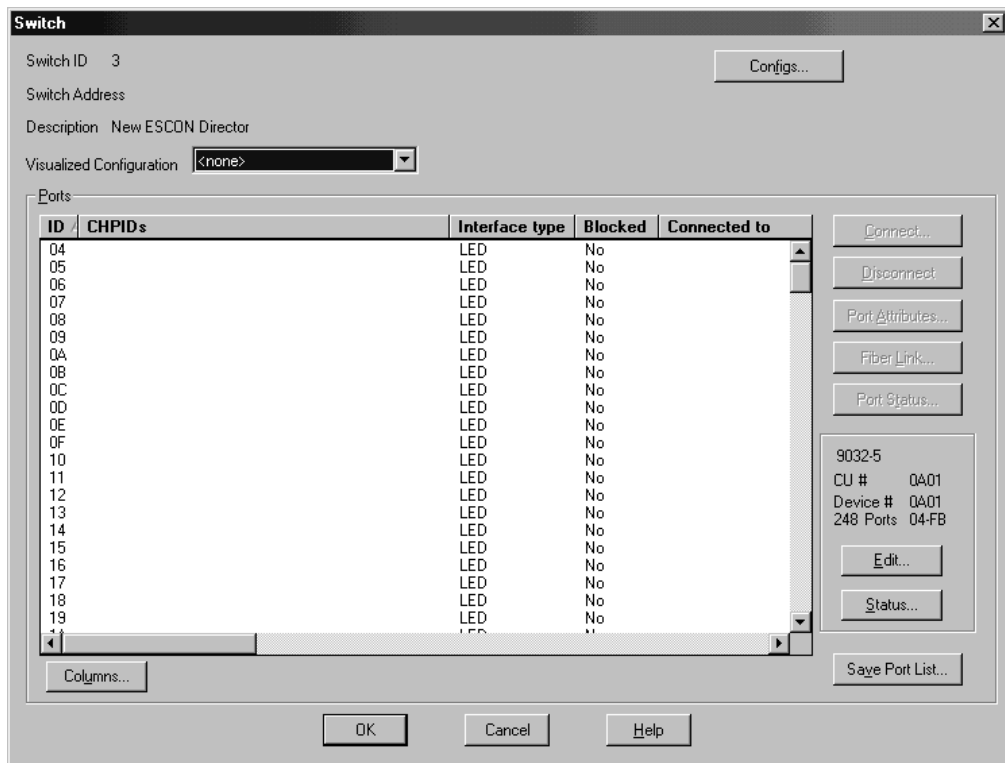 Switch
Switch ID 3
Configs...
Switch Address
Description New ESCON Director
Visualized Configuration <none>
Ports
ID CHPIDs Interface type Blocked Connected to
04 LED No
05 LED No
06 LED No
07 LED No
08 LED No
09 LED No
0A LED No
0B LED No
0C LED No
0D LED No
0E LED No
0F LED No
10 LED No
11 LED No
12 LED No
13 LED No
14 LED No
15 LED No
16 LED No
17 LED No
18 LED No
19 LED No
Connect...
Disconnect
Port Attributes...
Fiber Link...
Port Status...
9032-5
CU # 0A01
Device # 0A01
248 Ports 04-FB
Edit...
Status...
Columns...
Save Port List...
OK Cancel Help